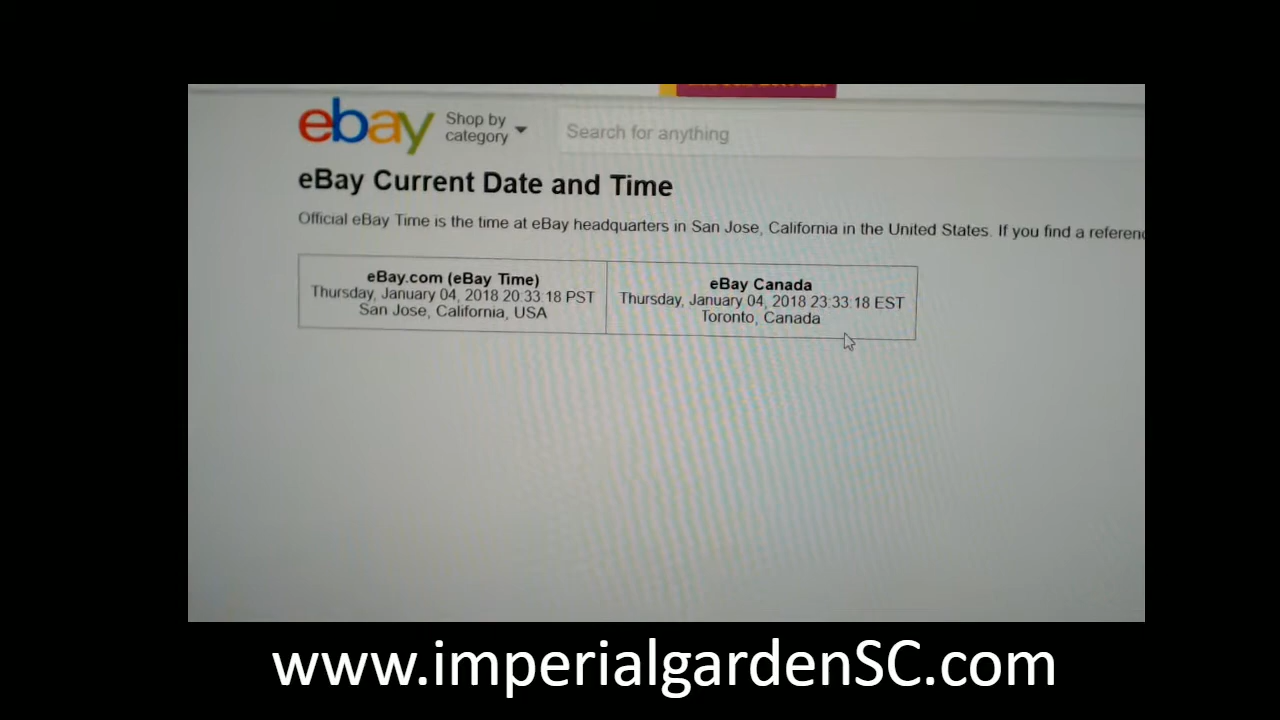 ebay
Shop by
category
Search for anything
eBay Current Date and Time
Official eBay Time is the time at eBay headquarters in San Jose, California in the United States. If you find a
eBay.com (eBay Time)
Thursday, January 04, 2018 20:33:18 PST
San Jose, California, USA
eBay Canada
Thursday, January 04, 2018 23:33:18 EST
Toronto, Canada
www.imperialgardenSC.com